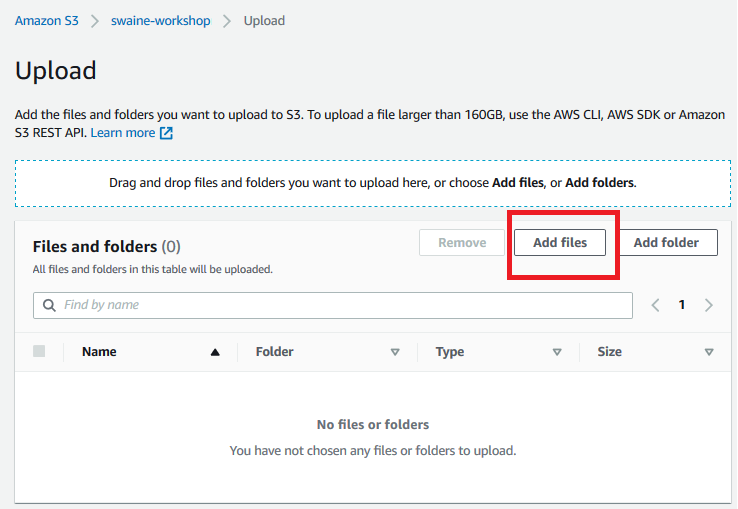 Amazon S3 > swaine-workshop > Upload
Upload
Add the files and folders you want to upload to S3. To upload a file larger than 160GB, use the AWS CLI, AWS SDK or Amazon
S3 REST API. Learn more
Drag and drop files and folders you want to upload here, or choose Add files, or Add folders.
Files and folders (0) Remove Add files Add folder
All files and folders in this table will be uploaded.
Find by name < 1 >
Name Folder Type Size
No files or folders
You have not chosen any files or folders to upload.